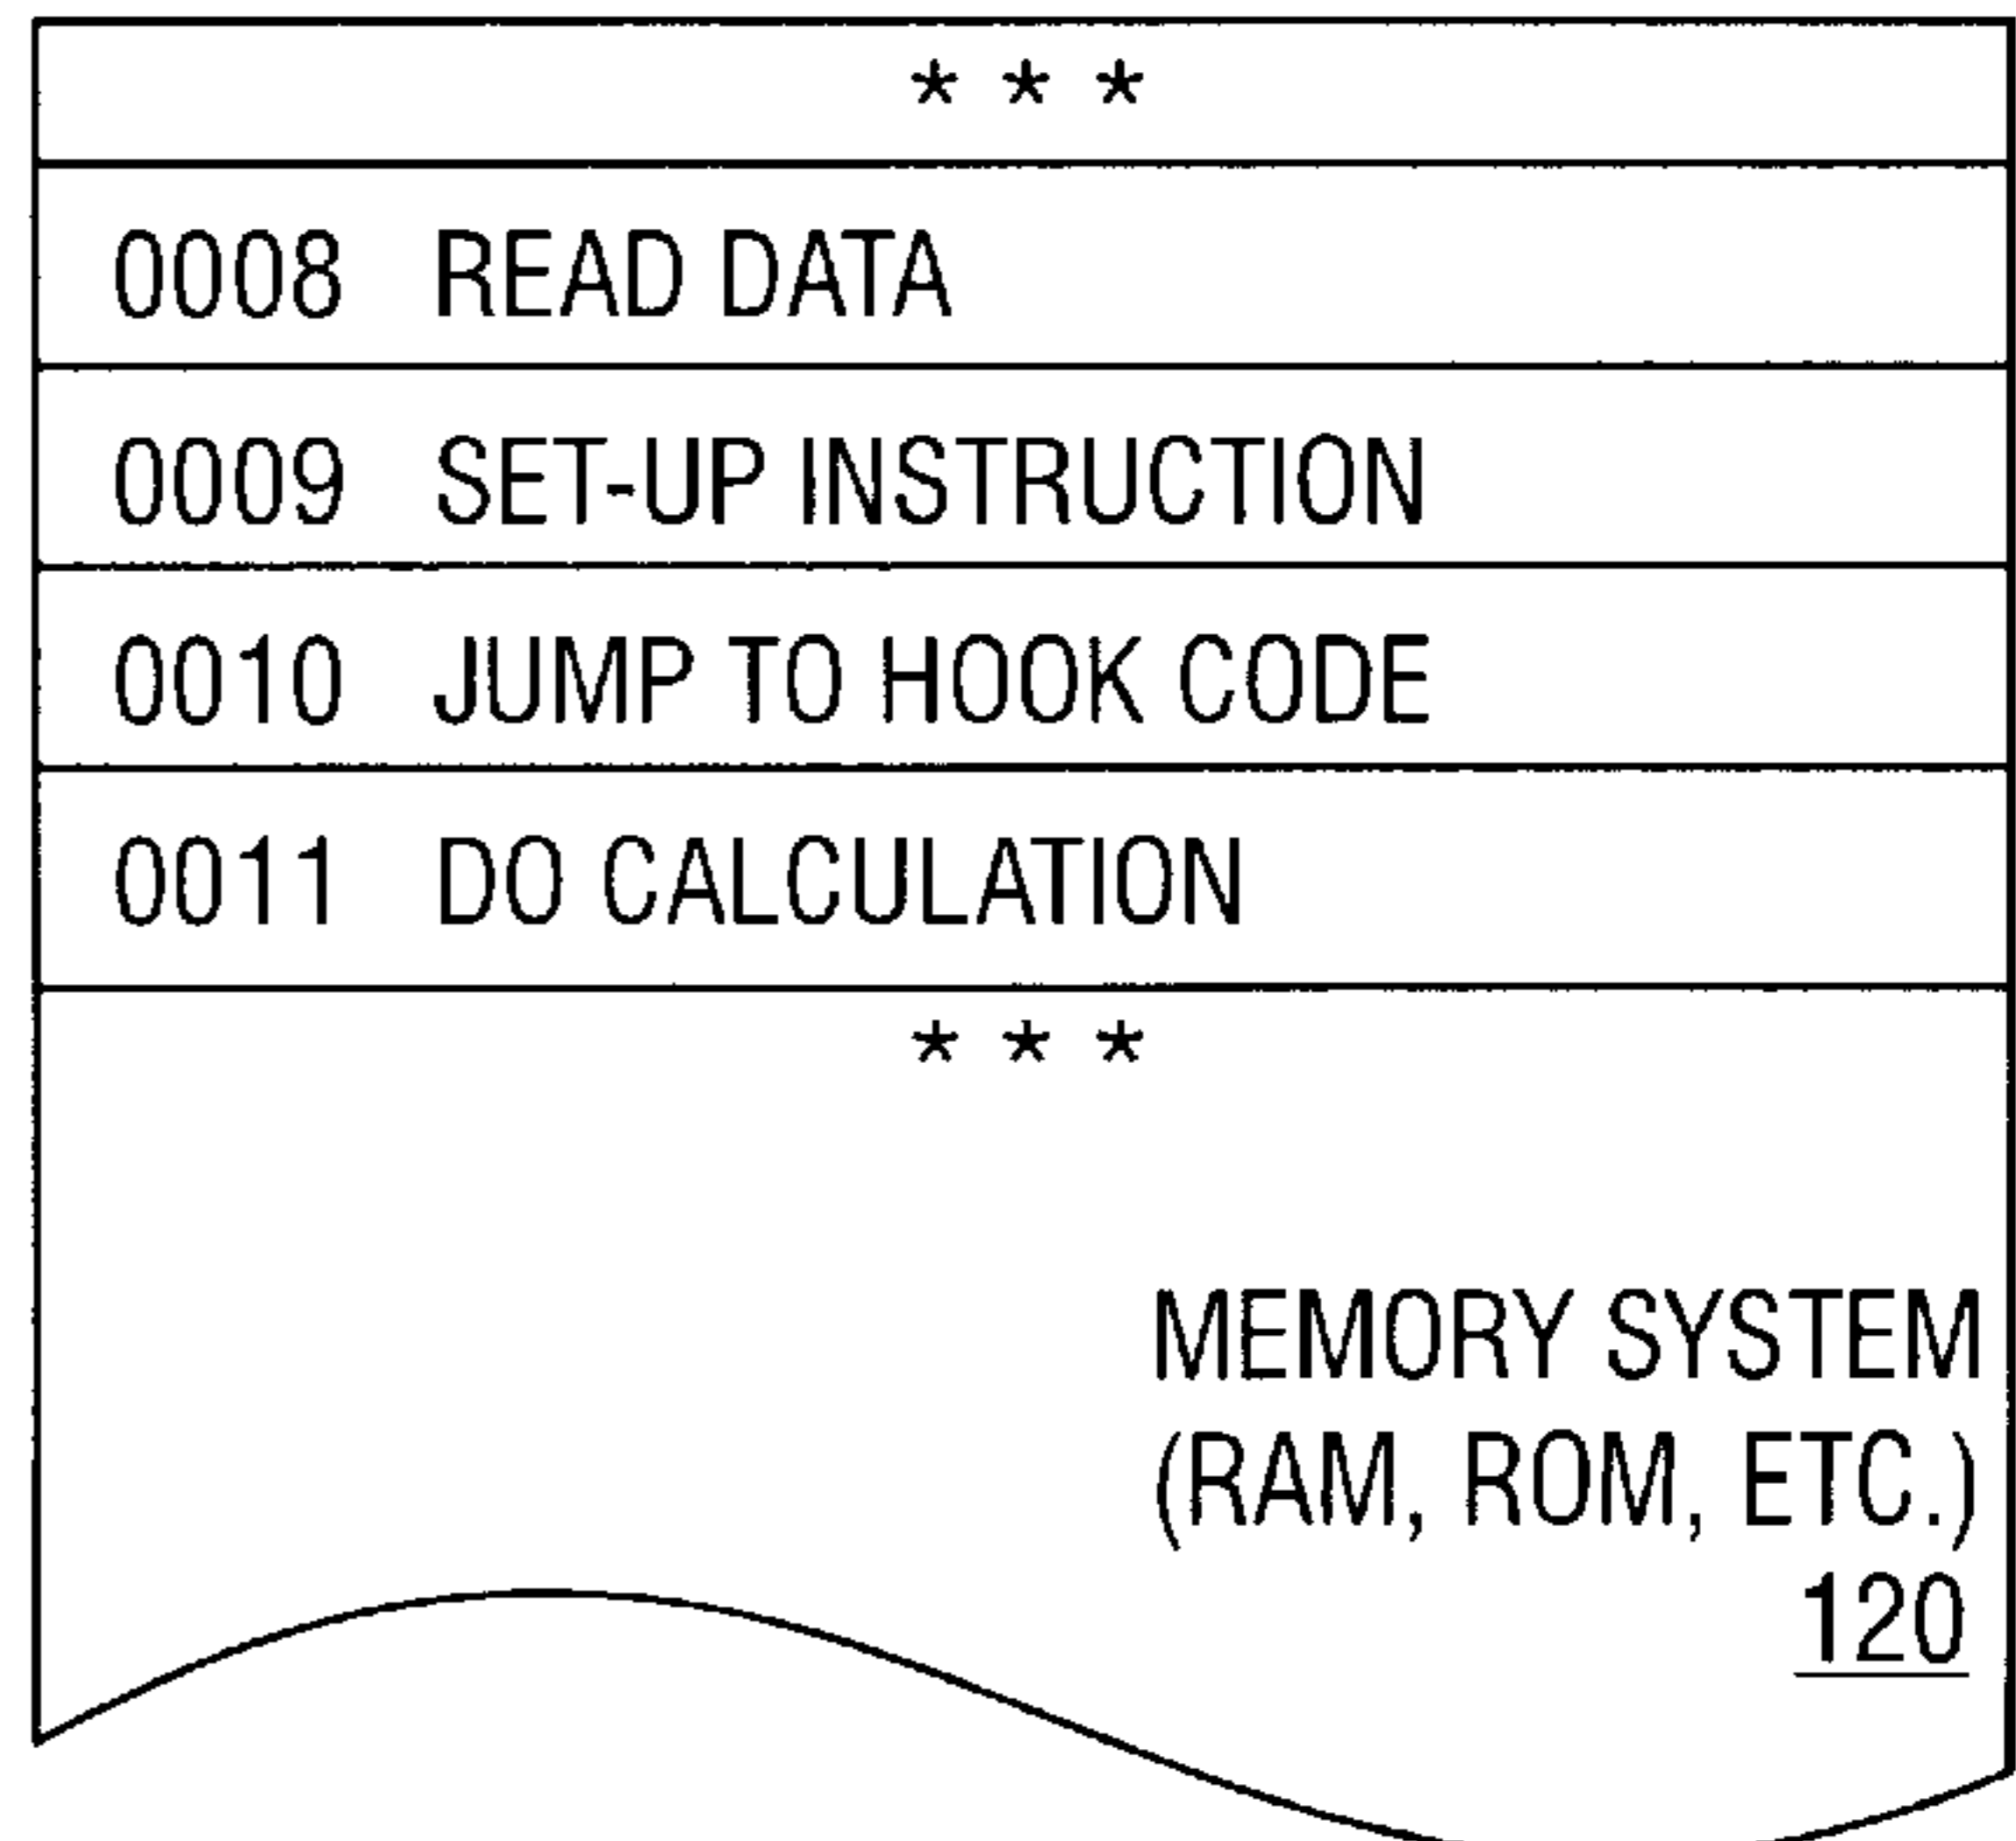 * * *
0008 READ DATA
0009 SET-UP INSTRUCTION
0010 JUMP TO HOOK CODE
0011 DO CALCULATION
* * *
MEMORY SYSTEM
(RAM, ROM, ETC.)
120